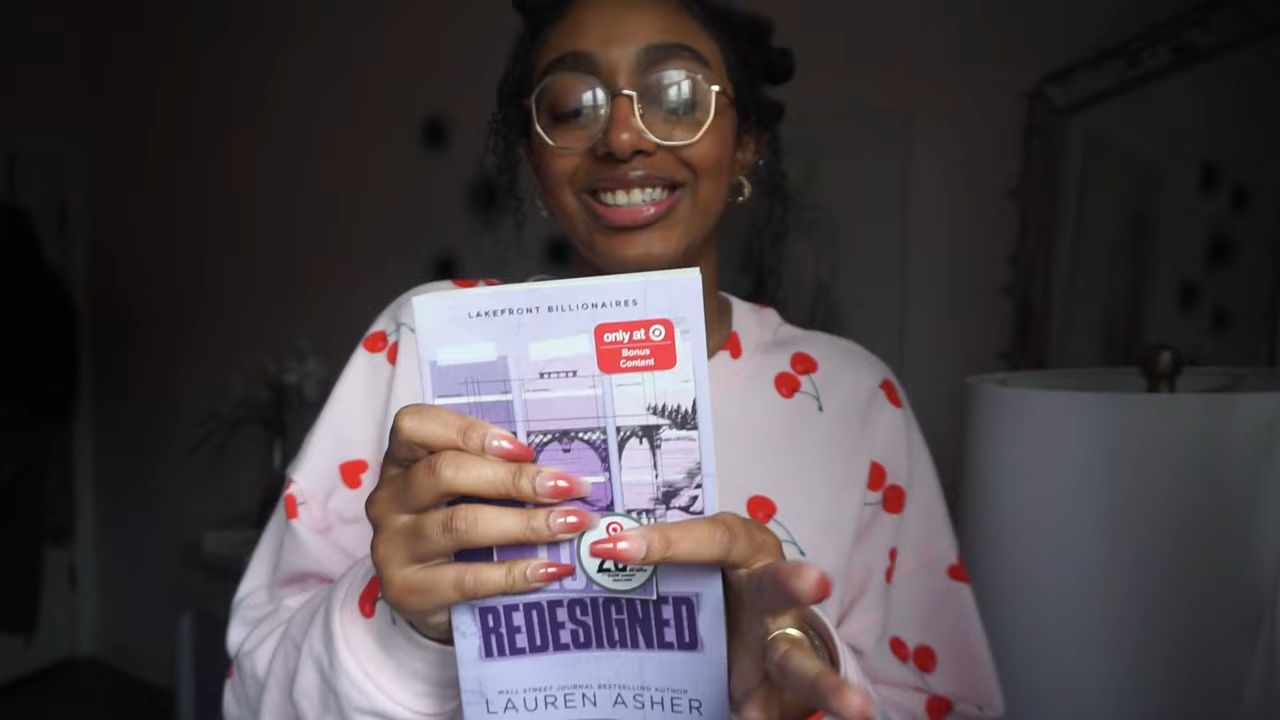 LAKEFRONT BILLIONAIRES
only at
Bonus
Content
REDESIGNED
WALL STREET JOURNAL BESTSELLING AUTHOR
LAUREN ASHER